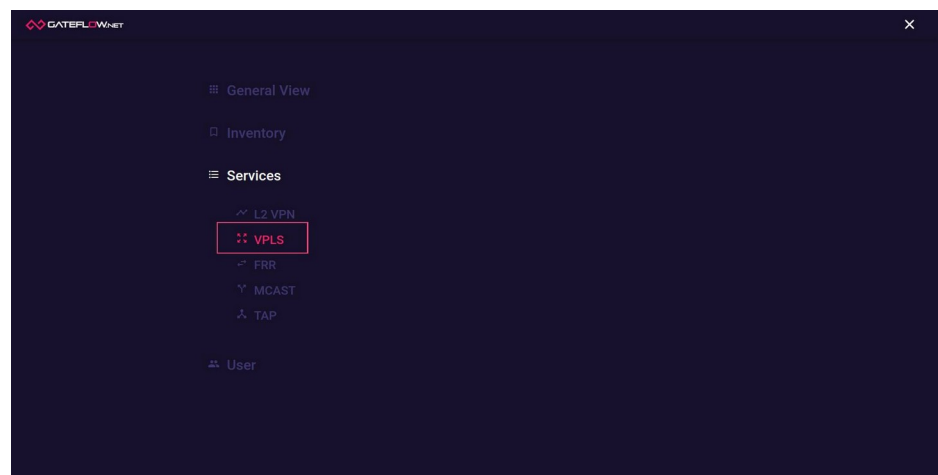 GATEFLOW.NET
General View
Inventory
Services
L2 VPN
VPLS
FRR
MCAST
TAP
User